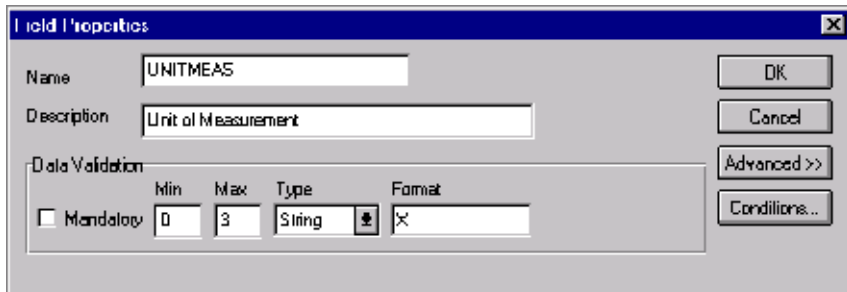 Field Properties
Name UNITMEAS OK
Description Unit of Measurement Cancel
Data Validation Advanced >>
Min Max Type Format
Mandatory 0 3 String X Conditions...